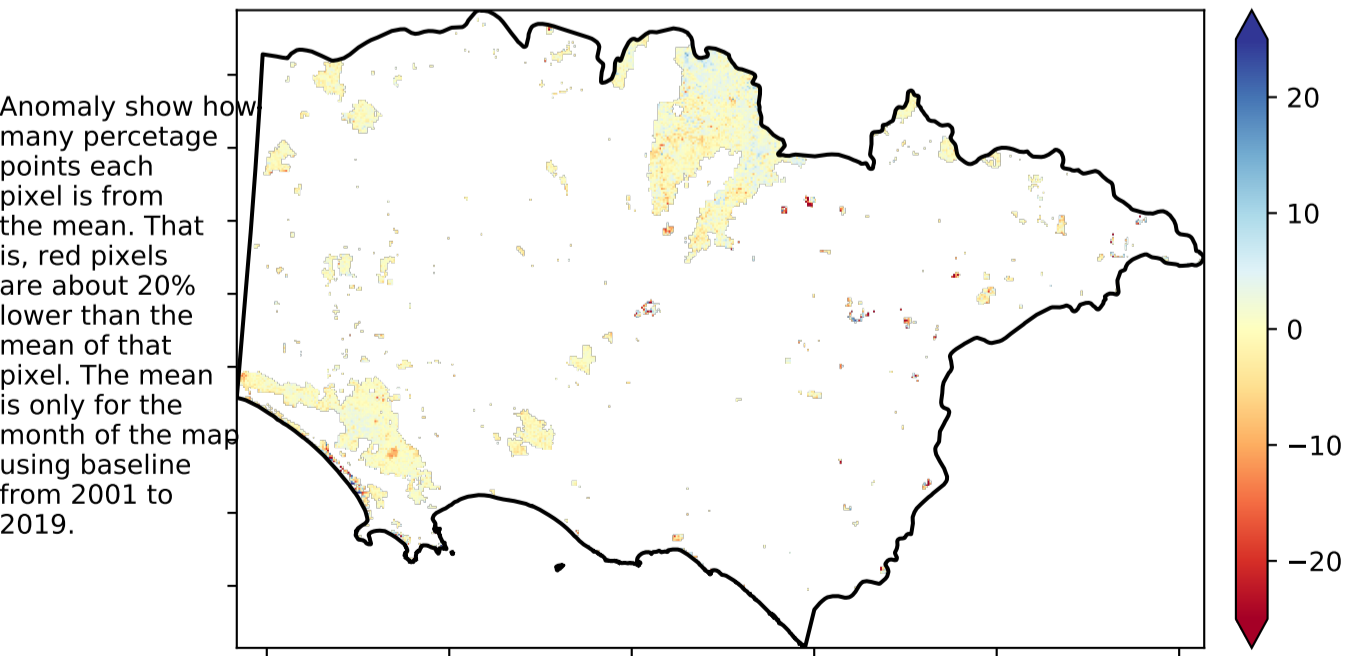 Anomaly show how
many percetage
points each
pixel is from
the mean. That
is, red pixels
are about 20%
lower than the
mean of that
pixel. The mean
is only for the
month of the map
using baseline
from 2001 to
2019.
20
10
0
−10
−20